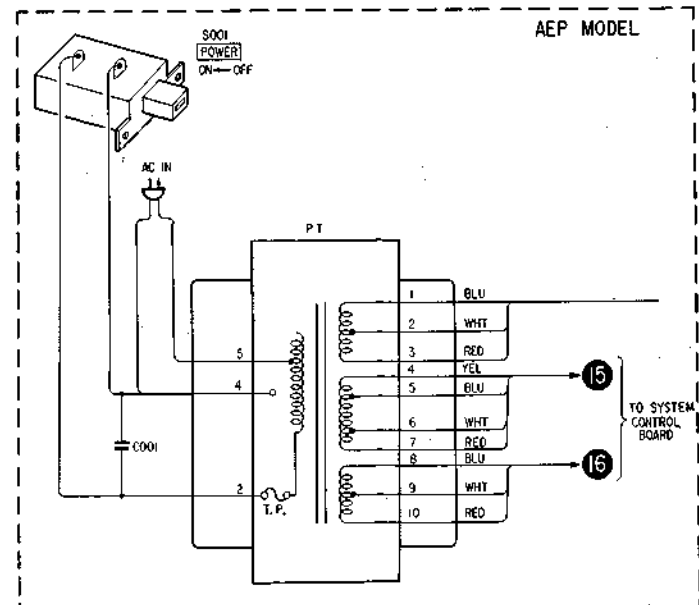 AEP MODEL
S001
POWER
ON ← OFF
AC IN
PT
1 BLU
2 WHT
3 RED
4 YEL
5 BLU
6 WHT
7 RED
8 BLU
9 WHT
10 RED
5
4
2
C001
T.P.
15
16
TO SYSTEM
CONTROL
BOARD